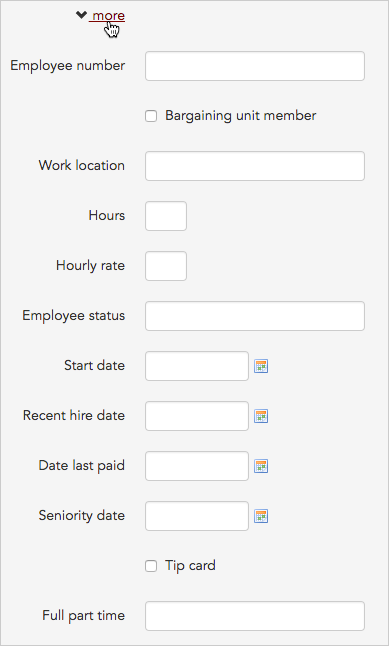 more
Employee number
Bargaining unit member
Work location
Hours
Hourly rate
Employee status
Start date
Recent hire date
Date last paid
Seniority date
Tip card
Full part time